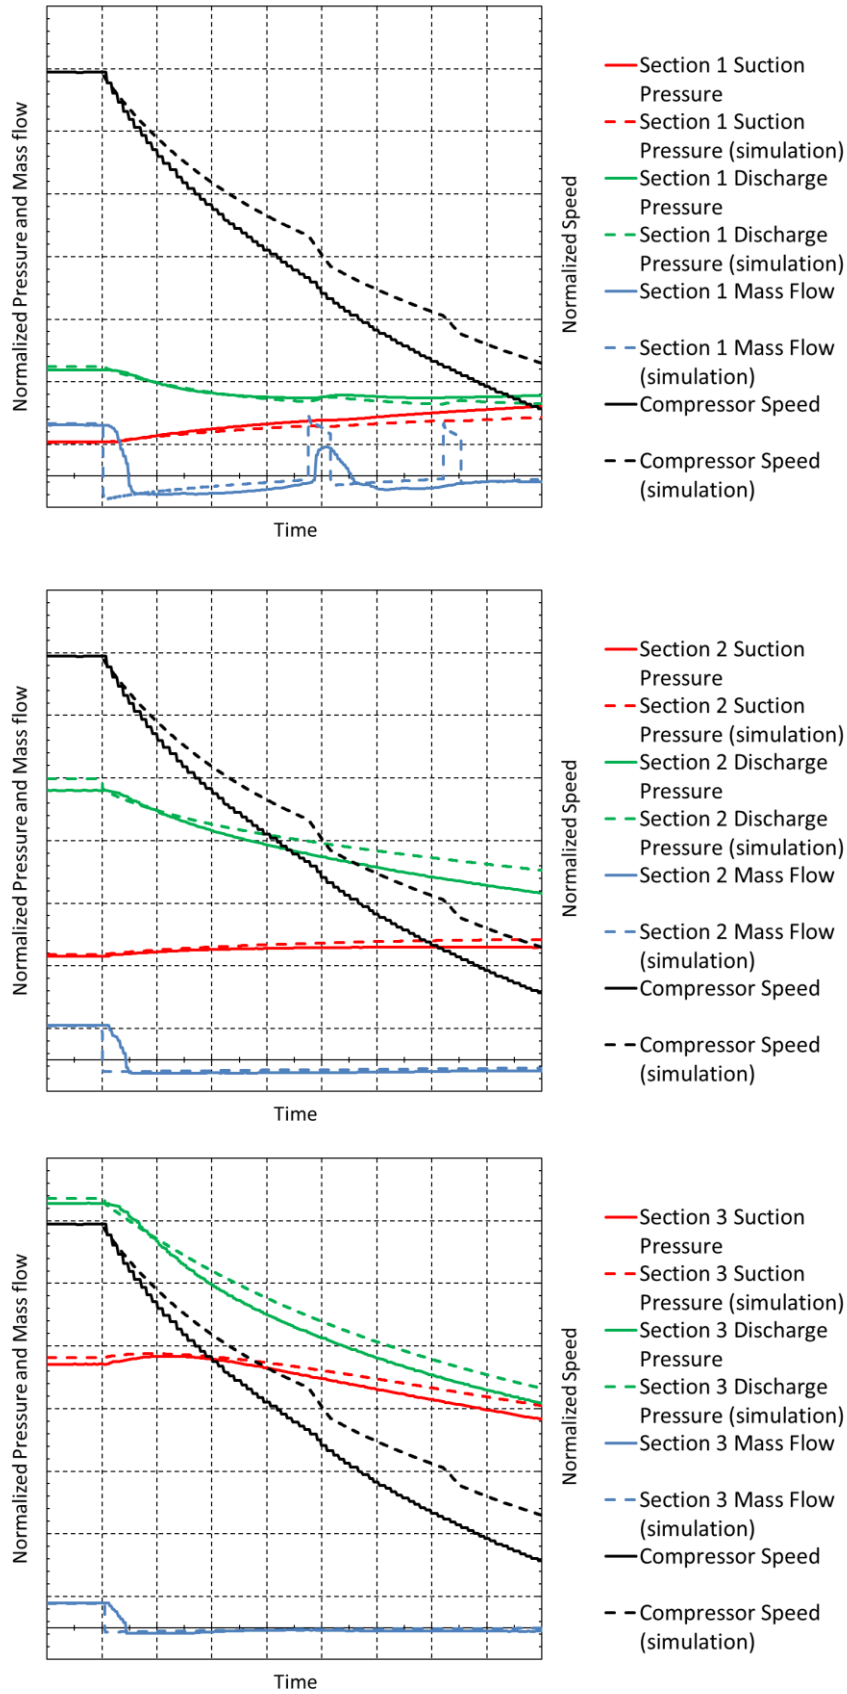 Normalized Pressure and Mass flow
Time
Normalized Speed
Section 1 Suction
Pressure
Section 1 Suction
Pressure (simulation)
Section 1 Discharge
Pressure
Section 1 Discharge
Pressure (simulation)
Section 1 Mass Flow
Section 1 Mass Flow
(simulation)
Compressor Speed
Compressor Speed
(simulation)
Normalized Pressure and Mass flow
Time
Normalized Speed
Section 2 Suction
Pressure
Section 2 Suction
Pressure (simulation)
Section 2 Discharge
Pressure
Section 2 Discharge
Pressure (simulation)
Section 2 Mass Flow
Section 2 Mass Flow
(simulation)
Compressor Speed
Compressor Speed
(simulation)
Normalized Pressure and Mass flow
Time
Normalized Speed
Section 3 Suction
Pressure
Section 3 Suction
Pressure (simulation)
Section 3 Discharge
Pressure
Section 3 Discharge
Pressure (simulation)
Section 3 Mass Flow
Section 3 Mass Flow
(simulation)
Compressor Speed
Compressor Speed
(simulation)